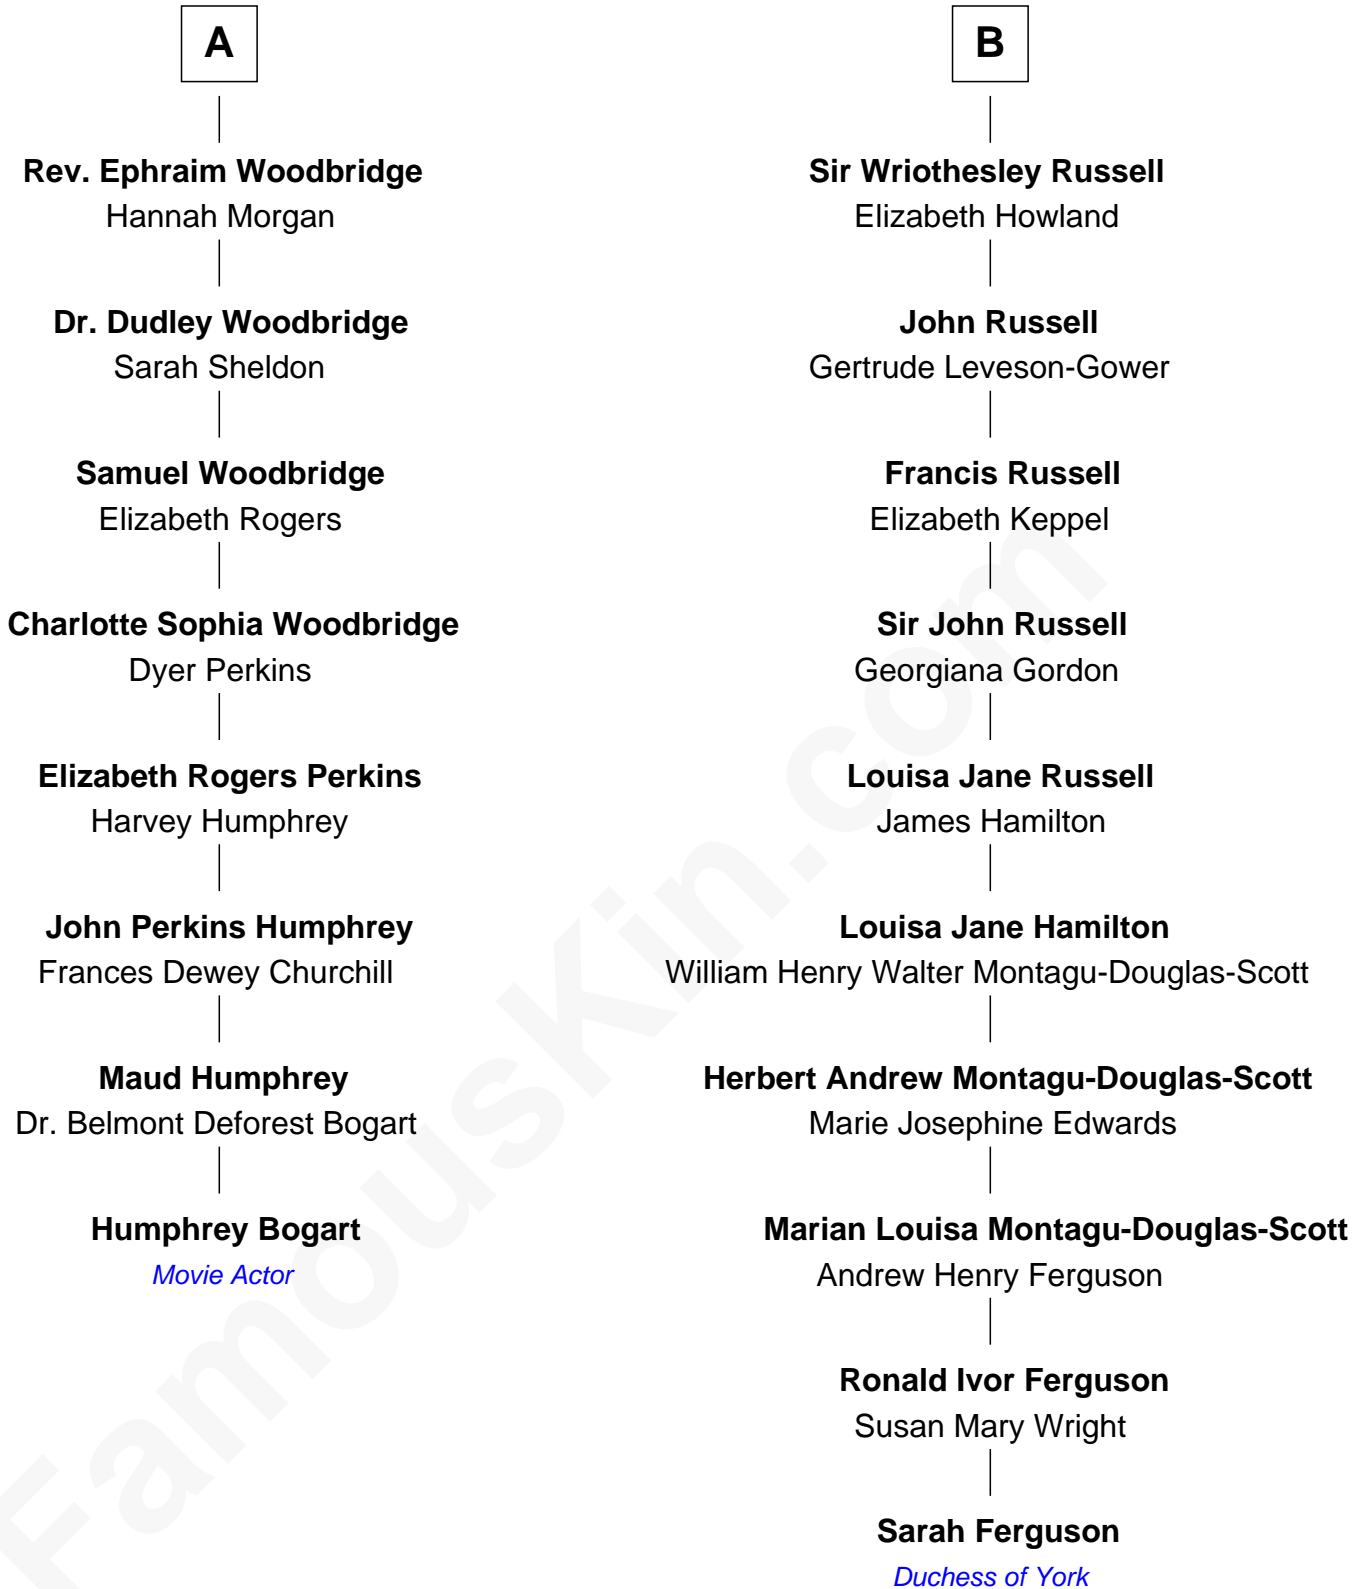 A
Rev. Ephraim Woodbridge
Hannah Morgan
Dr. Dudley Woodbridge
Sarah Sheldon
Samuel Woodbridge
Elizabeth Rogers
Charlotte Sophia Woodbridge
Dyer Perkins
Elizabeth Rogers Perkins
Harvey Humphrey
John Perkins Humphrey
Frances Dewey Churchill
Maud Humphrey
Dr. Belmont Deforest Bogart
Humphrey Bogart
Movie Actor
B
Sir Wriothesley Russell
Elizabeth Howland
John Russell
Gertrude Leveson-Gower
Francis Russell
Elizabeth Keppel
Sir John Russell
Georgiana Gordon
Louisa Jane Russell
James Hamilton
Louisa Jane Hamilton
William Henry Walter Montagu-Douglas-Scott
Herbert Andrew Montagu-Douglas-Scott
Marie Josephine Edwards
Marian Louisa Montagu-Douglas-Scott
Andrew Henry Ferguson
Ronald Ivor Ferguson
Susan Mary Wright
Sarah Ferguson
Duchess of York
FamousKin.com